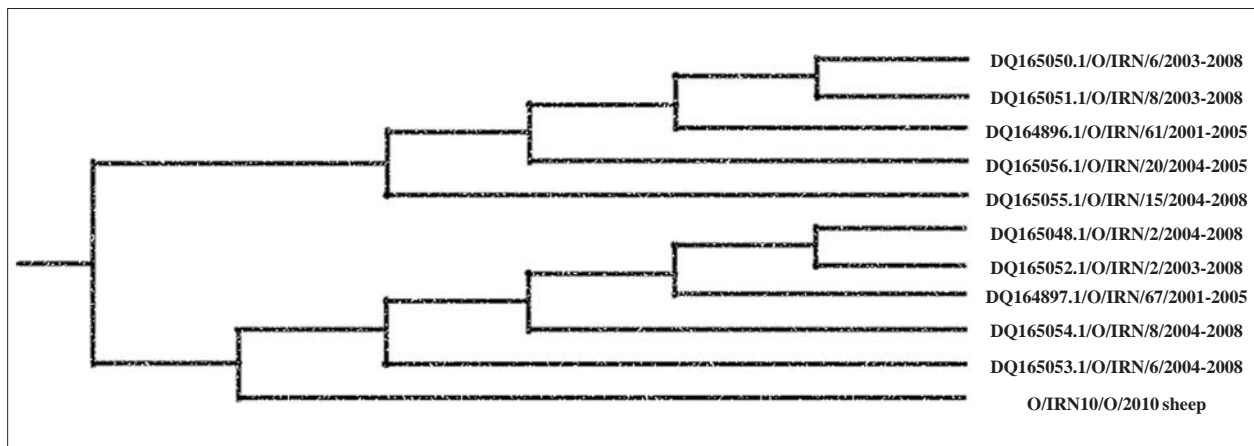 DQ165050.1/O/IRN/6/2003-2008
DQ165051.1/O/IRN/8/2003-2008
DQ164896.1/O/IRN/61/2001-2005
DQ165056.1/O/IRN/20/2004-2005
DQ165055.1/O/IRN/15/2004-2008
DQ165048.1/O/IRN/2/2004-2008
DQ165052.1/O/IRN/2/2003-2008
DQ164897.1/O/IRN/67/2001-2005
DQ165054.1/O/IRN/8/2004-2008
DQ165053.1/O/IRN/6/2004-2008
O/IRN10/O/2010 sheep